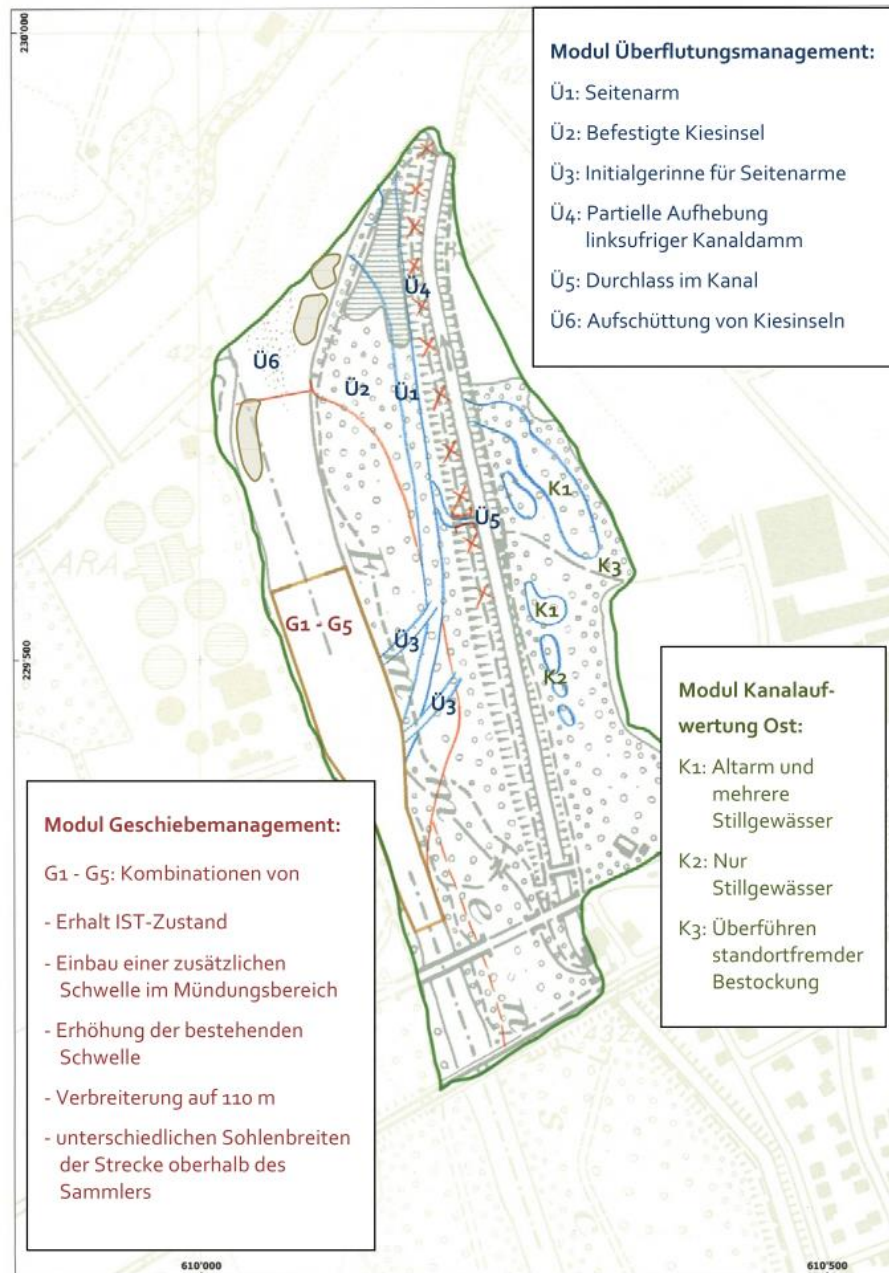 230'000
Modul Überflutungsmanagement:
Ü1: Seitenarm
Ü2: Befestigte Kiesinsel
Ü3: Initialgerinne für Seitenarme
Ü4: Partielle Aufhebung
linksufriger Kanaldamm
Ü5: Durchlass im Kanal
Ü6: Aufschüttung von Kiesinseln
Ü4
Ü6
Ü2
Ü1
K1
Ü5
K3
ARA
K1
G1 - G5
Ü3
K2
Ü3
229'500
Emme
Modul Kanalauf-
wertung Ost:
K1: Altarm und
mehrere
Stillgewässer
K2: Nur
Stillgewässer
K3: Überführen
standortfremder
Bestockung
Modul Geschiebemanagement:
G1 - G5: Kombinationen von
- Erhalt IST-Zustand
- Einbau einer zusätzlichen
Schwelle im Mündungsbereich
- Erhöhung der bestehenden
Schwelle
- Verbreiterung auf 110 m
- unterschiedlichen Sohlenbreiten
der Strecke oberhalb des
Sammlers
610'000
610'500